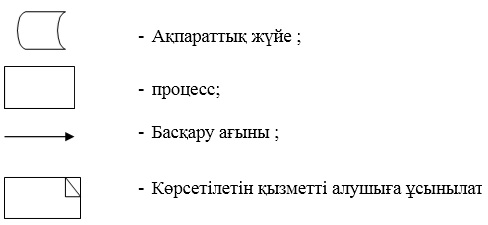 - Ақпараттық жүйе ;
- процесс;
- Басқару ағыны ;
- Көрсетілетін қызметті алушыға ұсынылат